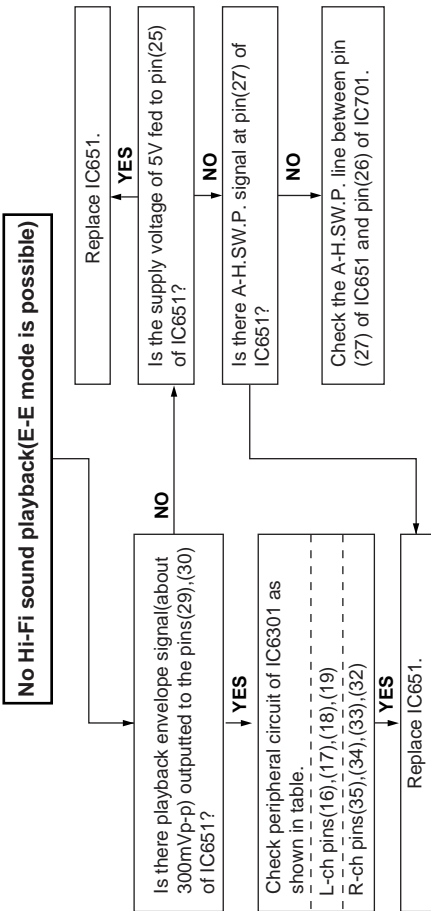 No Hi-Fi sound playback(E-E mode is possible)
Is there playback envelope signal(about
300mVp-p) outputted to the pins(29),(30)
of IC651?
NO
YES
Check peripheral circuit of IC6301 as
shown in table.
L-ch pins(16),(17),(18),(19)
R-ch pins(35),(34),(33),(32)
YES
Replace IC651.
Replace IC651.
YES
Is the supply voltage of 5V fed to pin(25)
of IC651?
NO
Is there A-H.SW.P. signal at pin(27) of
IC651?
NO
Check the A-H.SW.P. line between pin
(27) of IC651 and pin(26) of IC701.